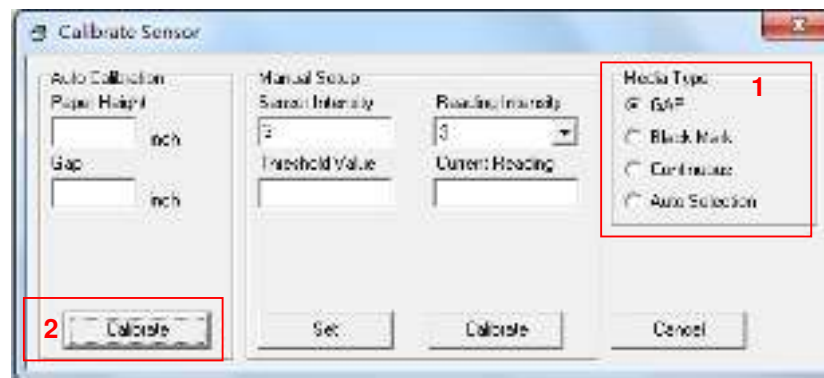 Calibrate Sensor
Auto Calibration
Paper Height
inch
Gap
inch
Calibrate
2
Manual Setup
Sensor Intensity
Reading Intensity
3
Threshold Value
Current Reading
Set
Calibrate
Media Type
1
GAP
Black Mark
Continuous
Auto Selection
Cancel